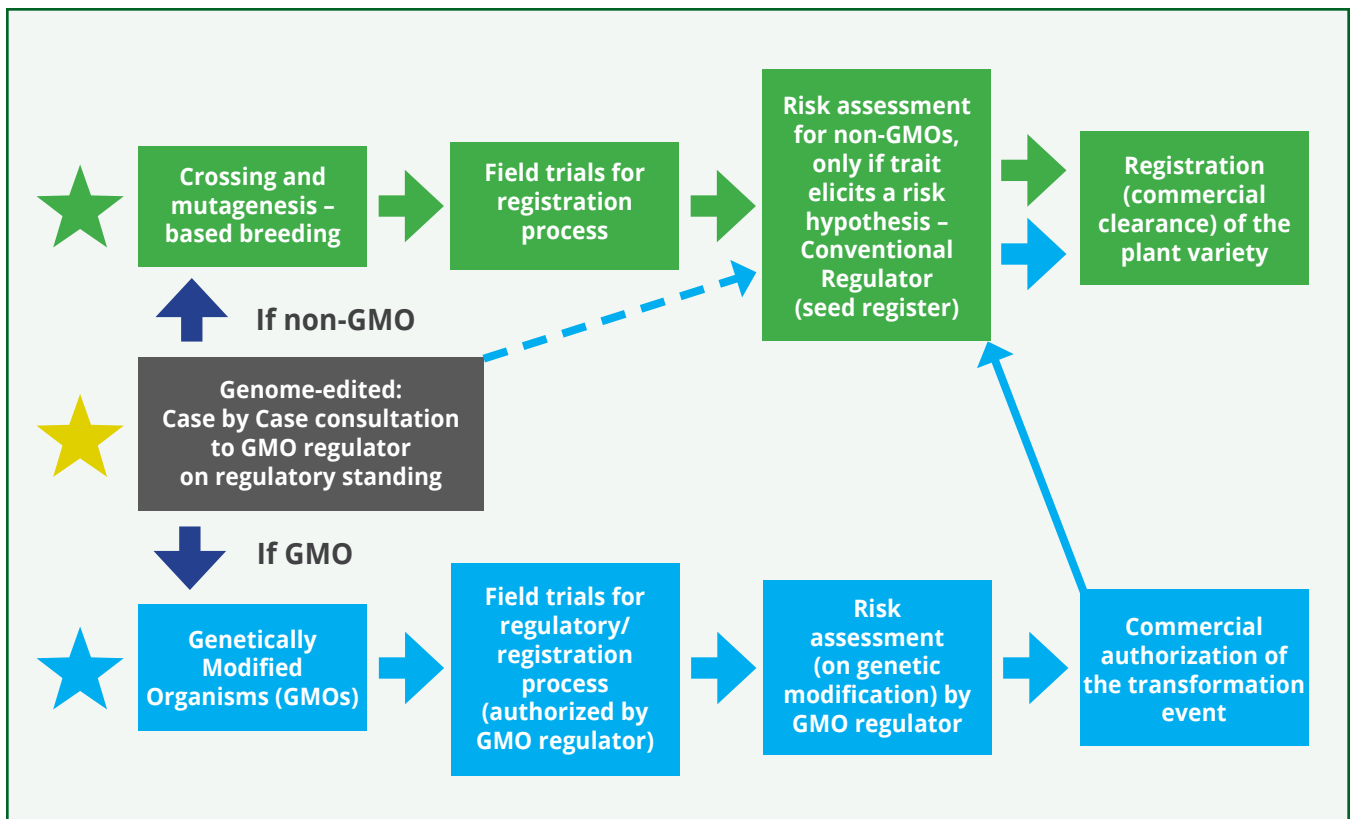 Crossing and
mutagenesis –
based breeding
Field trials for
registration
process
Risk assessment
for non-GMOs,
only if trait
elicits a risk
hypothesis –
Conventional
Regulator
(seed register)
Registration
(commercial
clearance) of the
plant variety
If non-GMO
Genome-edited:
Case by Case consultation
to GMO regulator
on regulatory standing
If GMO
Genetically
Modified
Organisms (GMOs)
Field trials for
regulatory/
registration
process
(authorized by
GMO regulator)
Risk
assessment
(on genetic
modification) by
GMO regulator
Commercial
authorization of
the transformation
event